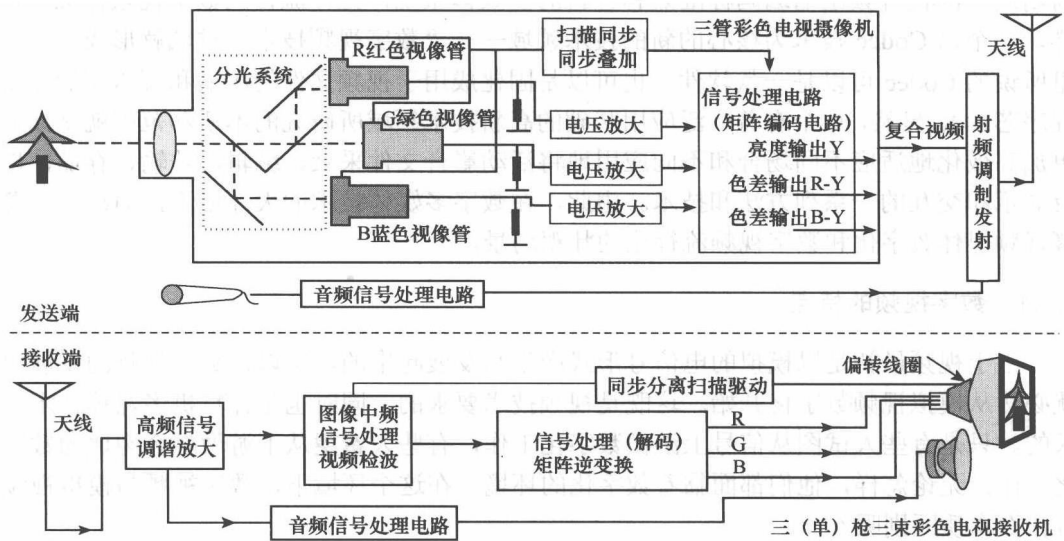 R红色视像管
扫描同步
同步叠加
三管彩色电视摄像机
天线
分光系统
G绿色视像管
电压放大
信号处理电路
(矩阵编码电路)
亮度输出Y
复合视频
射频调制发射
电压放大
色差输出R-Y
电压放大
色差输出B-Y
B蓝色视像管
音频信号处理电路
发送端
接收端
天线
高频信号
调谐放大
图像中频
信号处理
视频检波
同步分离扫描驱动
偏转线圈
信号处理(解码)
矩阵逆变换
R
G
B
音频信号处理电路
三(单)枪三束彩色电视接收机